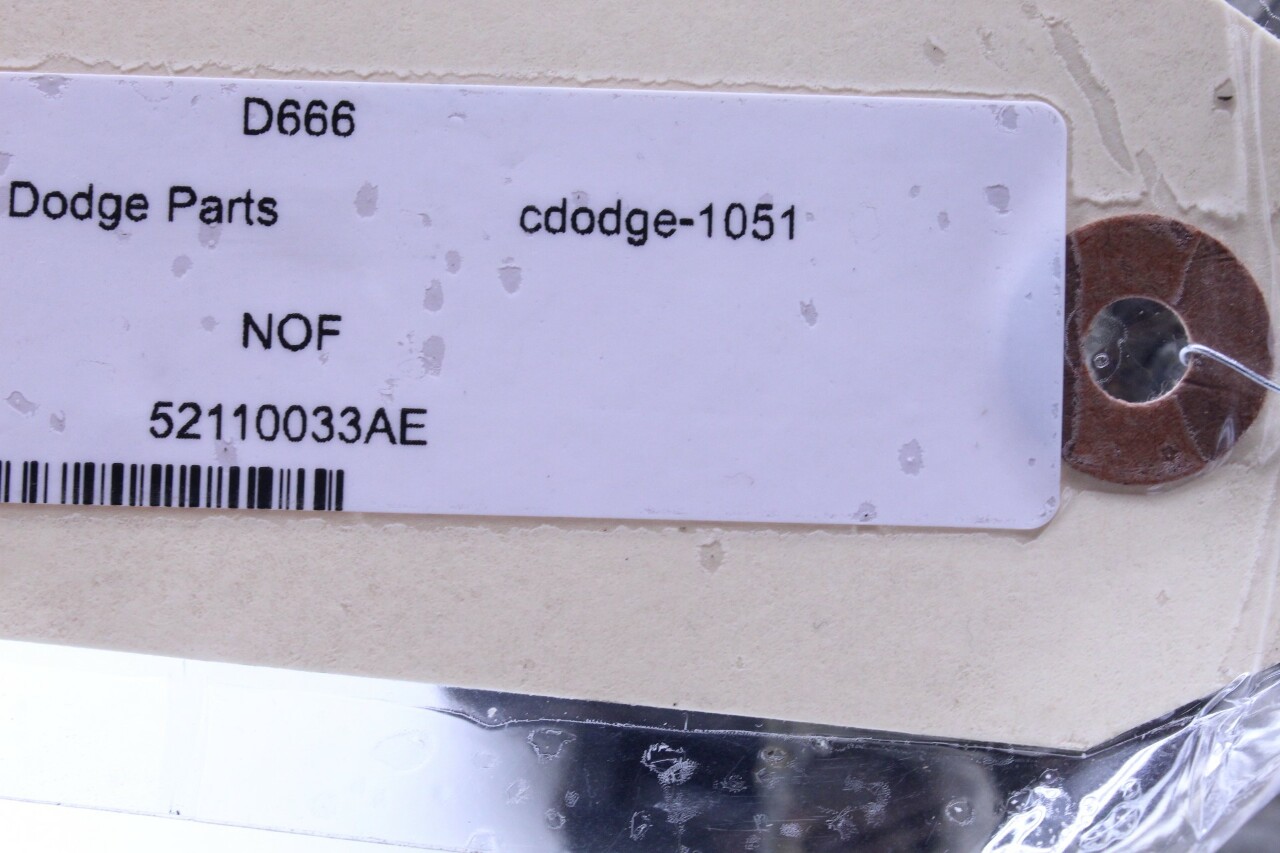 D666
Dodge Parts cdodge-1051
NOF
52110033AE